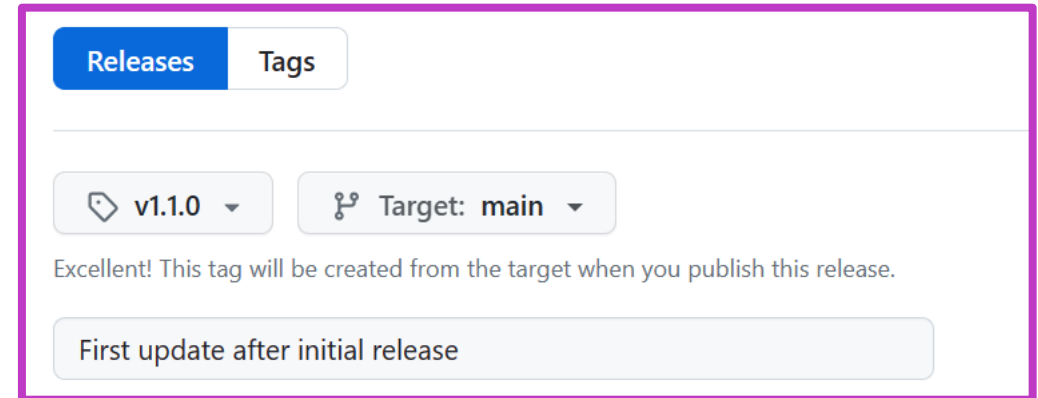 Releases Tags
v1.1.0 Target: main
Excellent! This tag will be created from the target when you publish this release.
First update after initial release